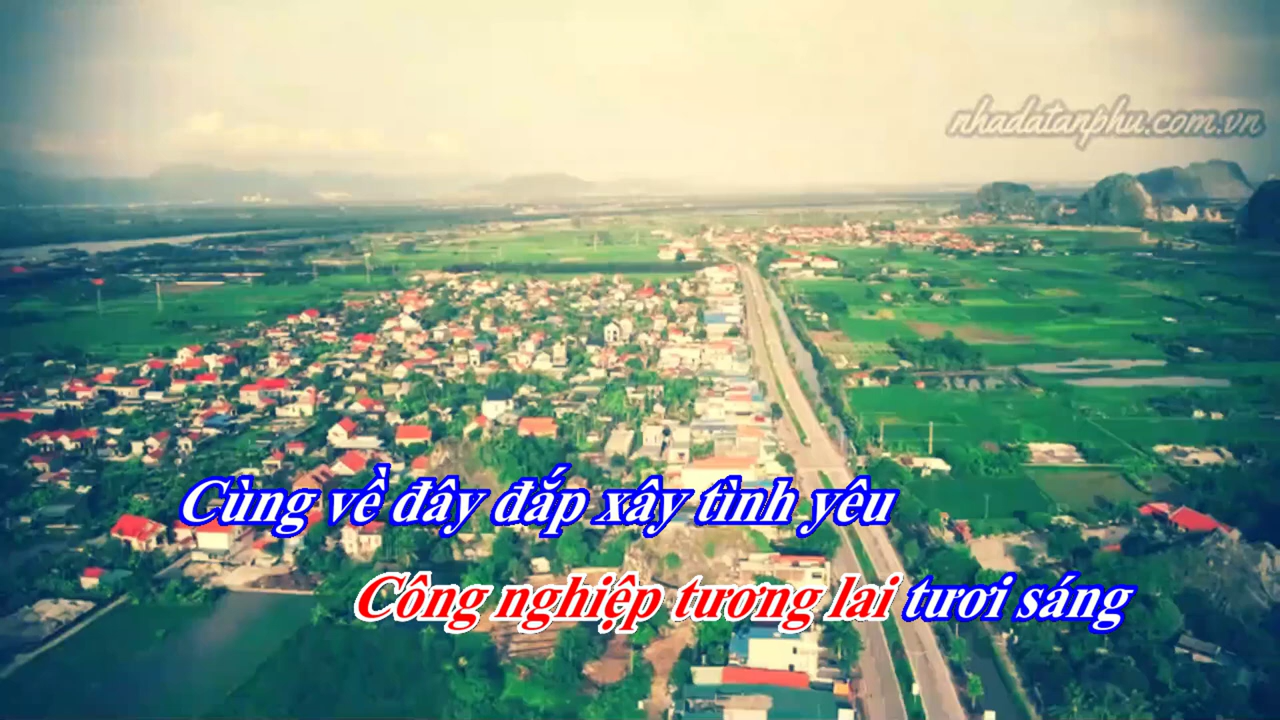 nhadatanphu.com.vn
Cùng về đây đắp xây tình yêu
Công nghiệp tương lai tươi sáng